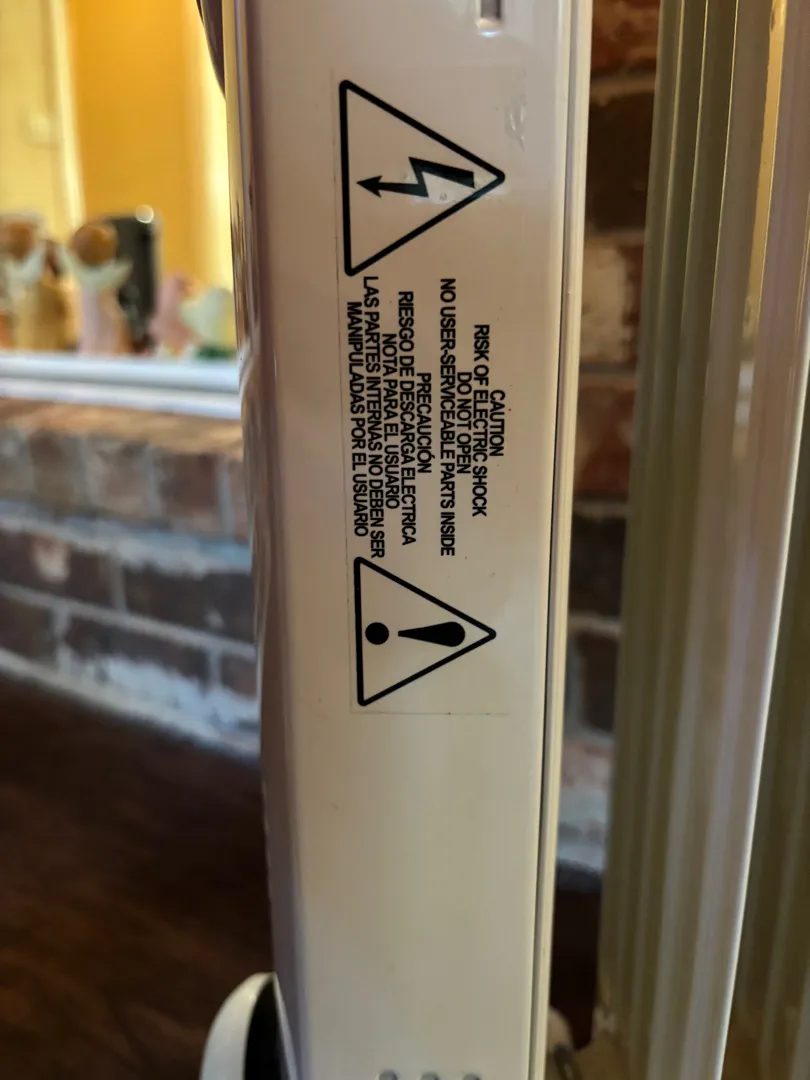 CAUTION
RISK OF ELECTRIC SHOCK
DO NOT OPEN
NO USER-SERVICEABLE PARTS INSIDE
PRECAUCIÓN
RIESGO DE DESCARGA ELECTRICA
NOTA PARA EL USUARIO
LAS PARTES INTERNAS NO DEBEN SER
MANIPULADAS POR EL USUARIO